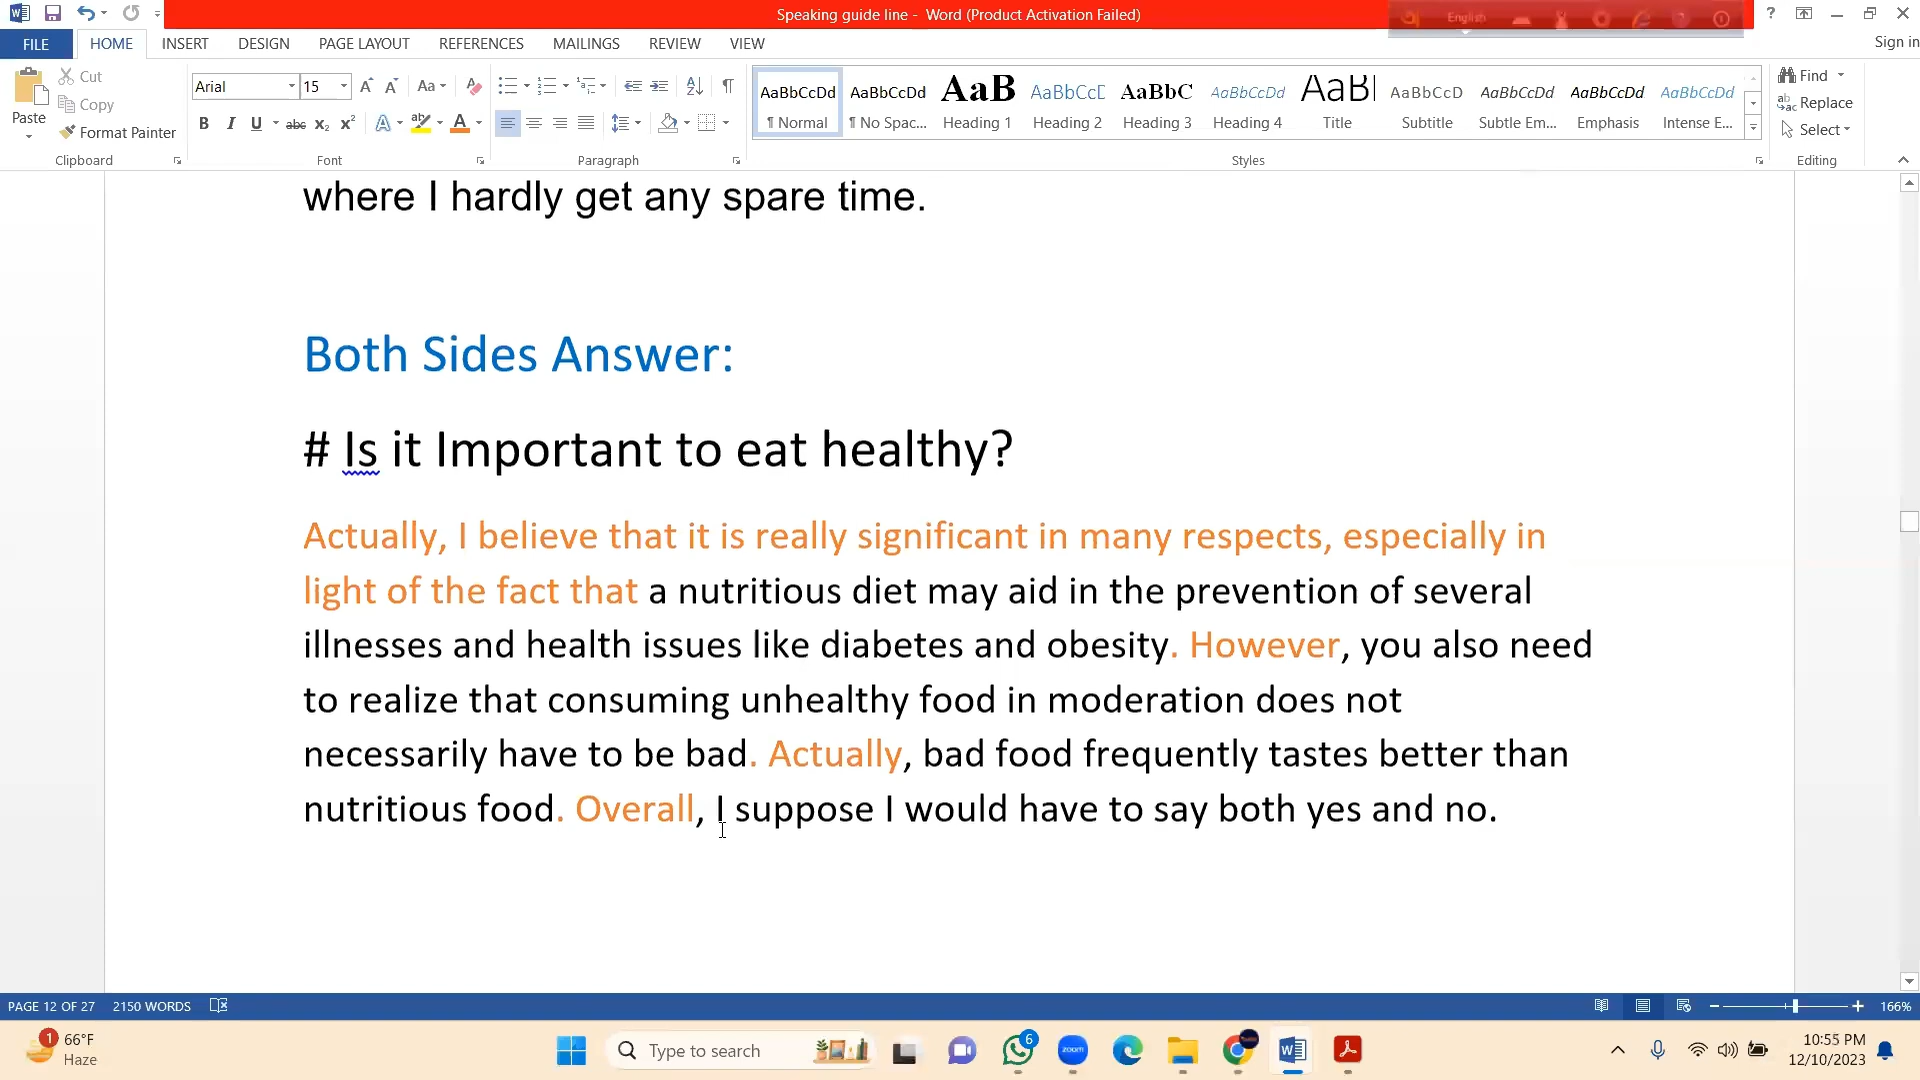 Speaking guide line - Word (Product Activation Failed)
English
FILE HOME INSERT DESIGN PAGE LAYOUT REFERENCES MAILINGS REVIEW VIEW Sign in
Paste Cut Copy Format Painter
Arial 15
AaBbCcDd AaBbCcDd AaB AaBbCcD AaBbC AaBbCcDd AaBI AaBbCcD AaBbCcDd AaBbCcDd AaBbCcDd
¶ Normal ¶ No Spac... Heading 1 Heading 2 Heading 3 Heading 4 Title Subtitle Subtle Em... Emphasis Intense E...
Find Replace Select
Clipboard Font Paragraph Styles Editing
where I hardly get any spare time.
Both Sides Answer:
# Is it Important to eat healthy?
Actually, I believe that it is really significant in many respects, especially in
light of the fact that a nutritious diet may aid in the prevention of several
illnesses and health issues like diabetes and obesity. However, you also need
to realize that consuming unhealthy food in moderation does not
necessarily have to be bad. Actually, bad food frequently tastes better than
nutritious food. Overall, I suppose I would have to say both yes and no.
PAGE 12 OF 27 2150 WORDS 166%
1 66°F
Haze
Type to search
6
zoom
10:55 PM
12/10/2023